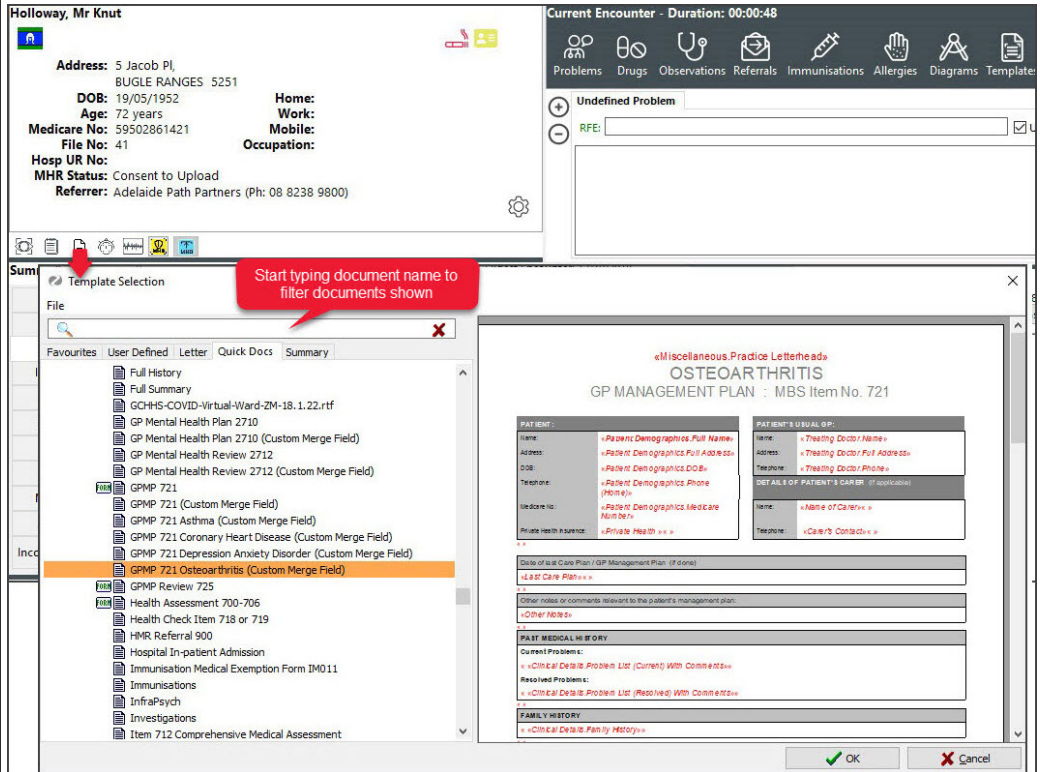 Holloway, Mr Knut
Address: 5 Jacob Pl,
BUGLE RANGES 5251
DOB: 19/05/1952 Home:
Age: 72 years Work:
Medicare No: 59502861421 Mobile:
File No: 41 Occupation:
Hosp UR No:
MHR Status: Consent to Upload
Referrer: Adelaide Path Partners (Ph: 08 8238 9800)
Current Encounter - Duration: 00:00:48
Problems Drugs Observations Referrals Immunisations Allergies Diagrams Templates
Undefined Problem
RFE:
Template Selection
Start typing document name to
filter documents shown
File
Favourites User Defined Letter Quick Docs Summary
Full History
Full Summary
GCHHS-COVID-Virtual-Ward-ZM-18.1.22.rtf
GP Mental Health Plan 2710
GP Mental Health Plan 2710 (Custom Merge Field)
GP Mental Health Review 2712
GP Mental Health Review 2712 (Custom Merge Field)
FORM GPMP 721
GPMP 721 (Custom Merge Field)
GPMP 721 Asthma (Custom Merge Field)
GPMP 721 Coronary Heart Disease (Custom Merge Field)
GPMP 721 Depression Anxiety Disorder (Custom Merge Field)
GPMP 721 Osteoarthritis (Custom Merge Field)
FORM GPMP Review 725
FORM Health Assessment 700-706
Health Check Item 718 or 719
HMR Referral 900
Hospital In-patient Admission
Immunisation Medical Exemption Form IM011
Immunisations
InfraPsych
Investigations
Item 712 Comprehensive Medical Assessment
«Miscellaneous.Practice Letterhead»
OSTEOARTHRITIS
GP MANAGEMENT PLAN : MBS Item No. 721
PATIENT:
Name: «Patient Demographics.Full Name»
Address: «Patient Demographics.Full Address»
DOB: «Patient Demographics.DOB»
Telephone: «Patient Demographics.Phone
(Home)»
Medicare No: «Patient Demographics.Medicare
Number»
Private Health Insurance: «Private Health »« »
PATIENT'S USUAL GP:
Name: «Treating Doctor.Name»
Address: «Treating Doctor.Full Address»
Telephone: «Treating Doctor.Phone»
DETAILS OF PATIENT'S CARER (if applicable)
Name: «Name of Carer»« »
Telephone: «Carer's Contact»« »
Date of last Care Plan / GP Management Plan (if done)
«Last Care Plan»« »
Other notes or comments relevant to the patient's management plan:
«Other Notes»
PAST MEDICAL HISTORY
Current Problems:
« «Clinical Details.Problem List (Current) With Comments»»
Resolved Problems:
« «Clinical Details.Problem List (Resolved) With Comments»»
FAMILY HISTORY
« «Clinical Details.Family History»»
OK Cancel